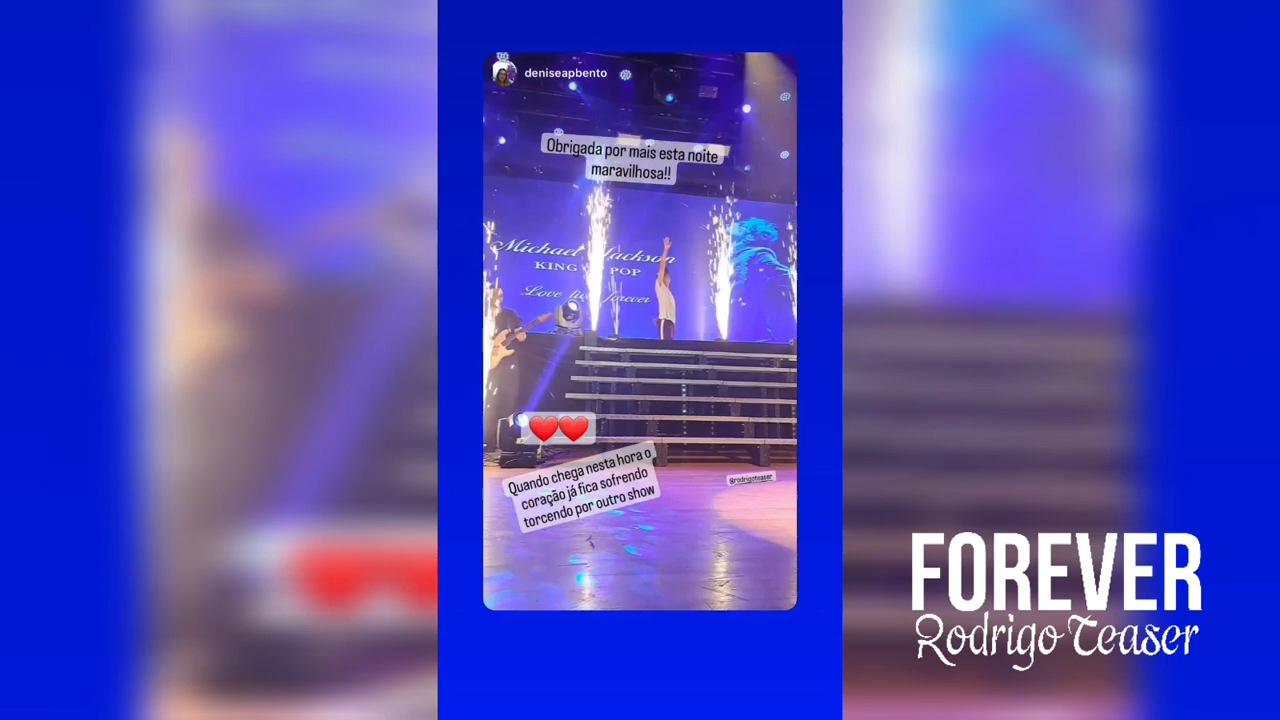 deniseapbento
Obrigada por mais esta noite
maravilhosa!!
Michael Jackson
KING POP
Love forever
Quando chega nesta hora o
coração já fica sofrendo
torcendo por outro show
@rodrigoteaser
FOREVER
Rodrigo Teaser